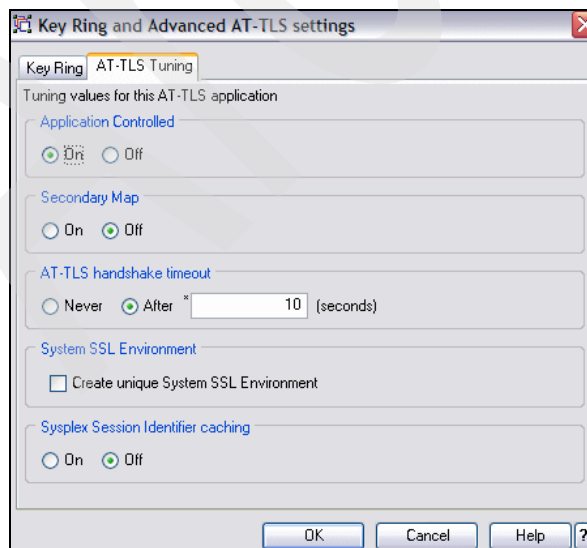 Key Ring and Advanced AT-TLS settings
Key Ring AT-TLS Tuning
Tuning values for this AT-TLS application
Application Controlled
On Off
Secondary Map
On Off
AT-TLS handshake timeout
Never After * 10 (seconds)
System SSL Environment
Create unique System SSL Environment
Sysplex Session Identifier caching
On Off
OK Cancel Help ?